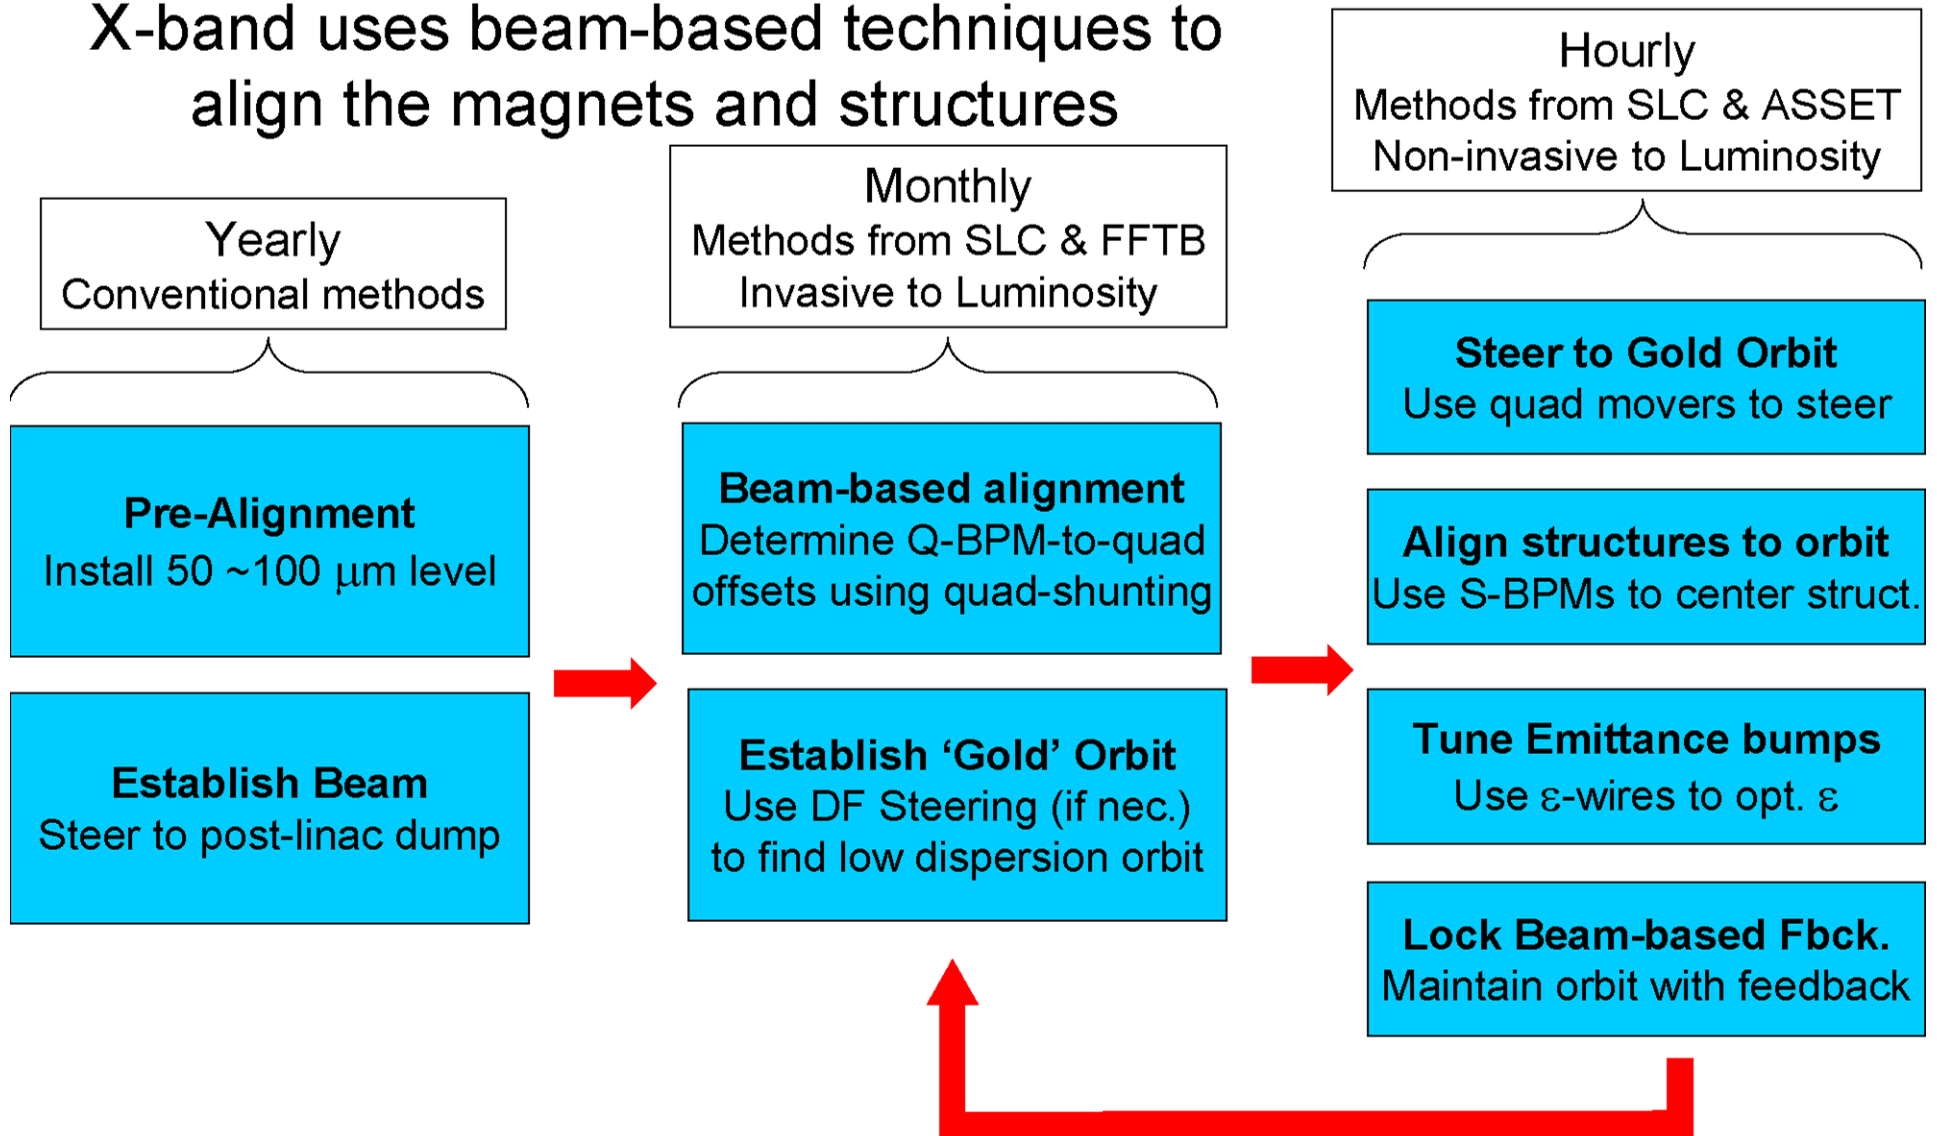 X-band uses beam-based techniques to
align the magnets and structures
Yearly
Conventional methods
Pre-Alignment
Install 50 ~100 μm level
Establish Beam
Steer to post-linac dump
Monthly
Methods from SLC & FFTB
Invasive to Luminosity
Beam-based alignment
Determine Q-BPM-to-quad
offsets using quad-shunting
Establish ‘Gold’ Orbit
Use DF Steering (if nec.)
to find low dispersion orbit
Hourly
Methods from SLC & ASSET
Non-invasive to Luminosity
Steer to Gold Orbit
Use quad movers to steer
Align structures to orbit
Use S-BPMs to center struct.
Tune Emittance bumps
Use ε-wires to opt. ε
Lock Beam-based Fbck.
Maintain orbit with feedback